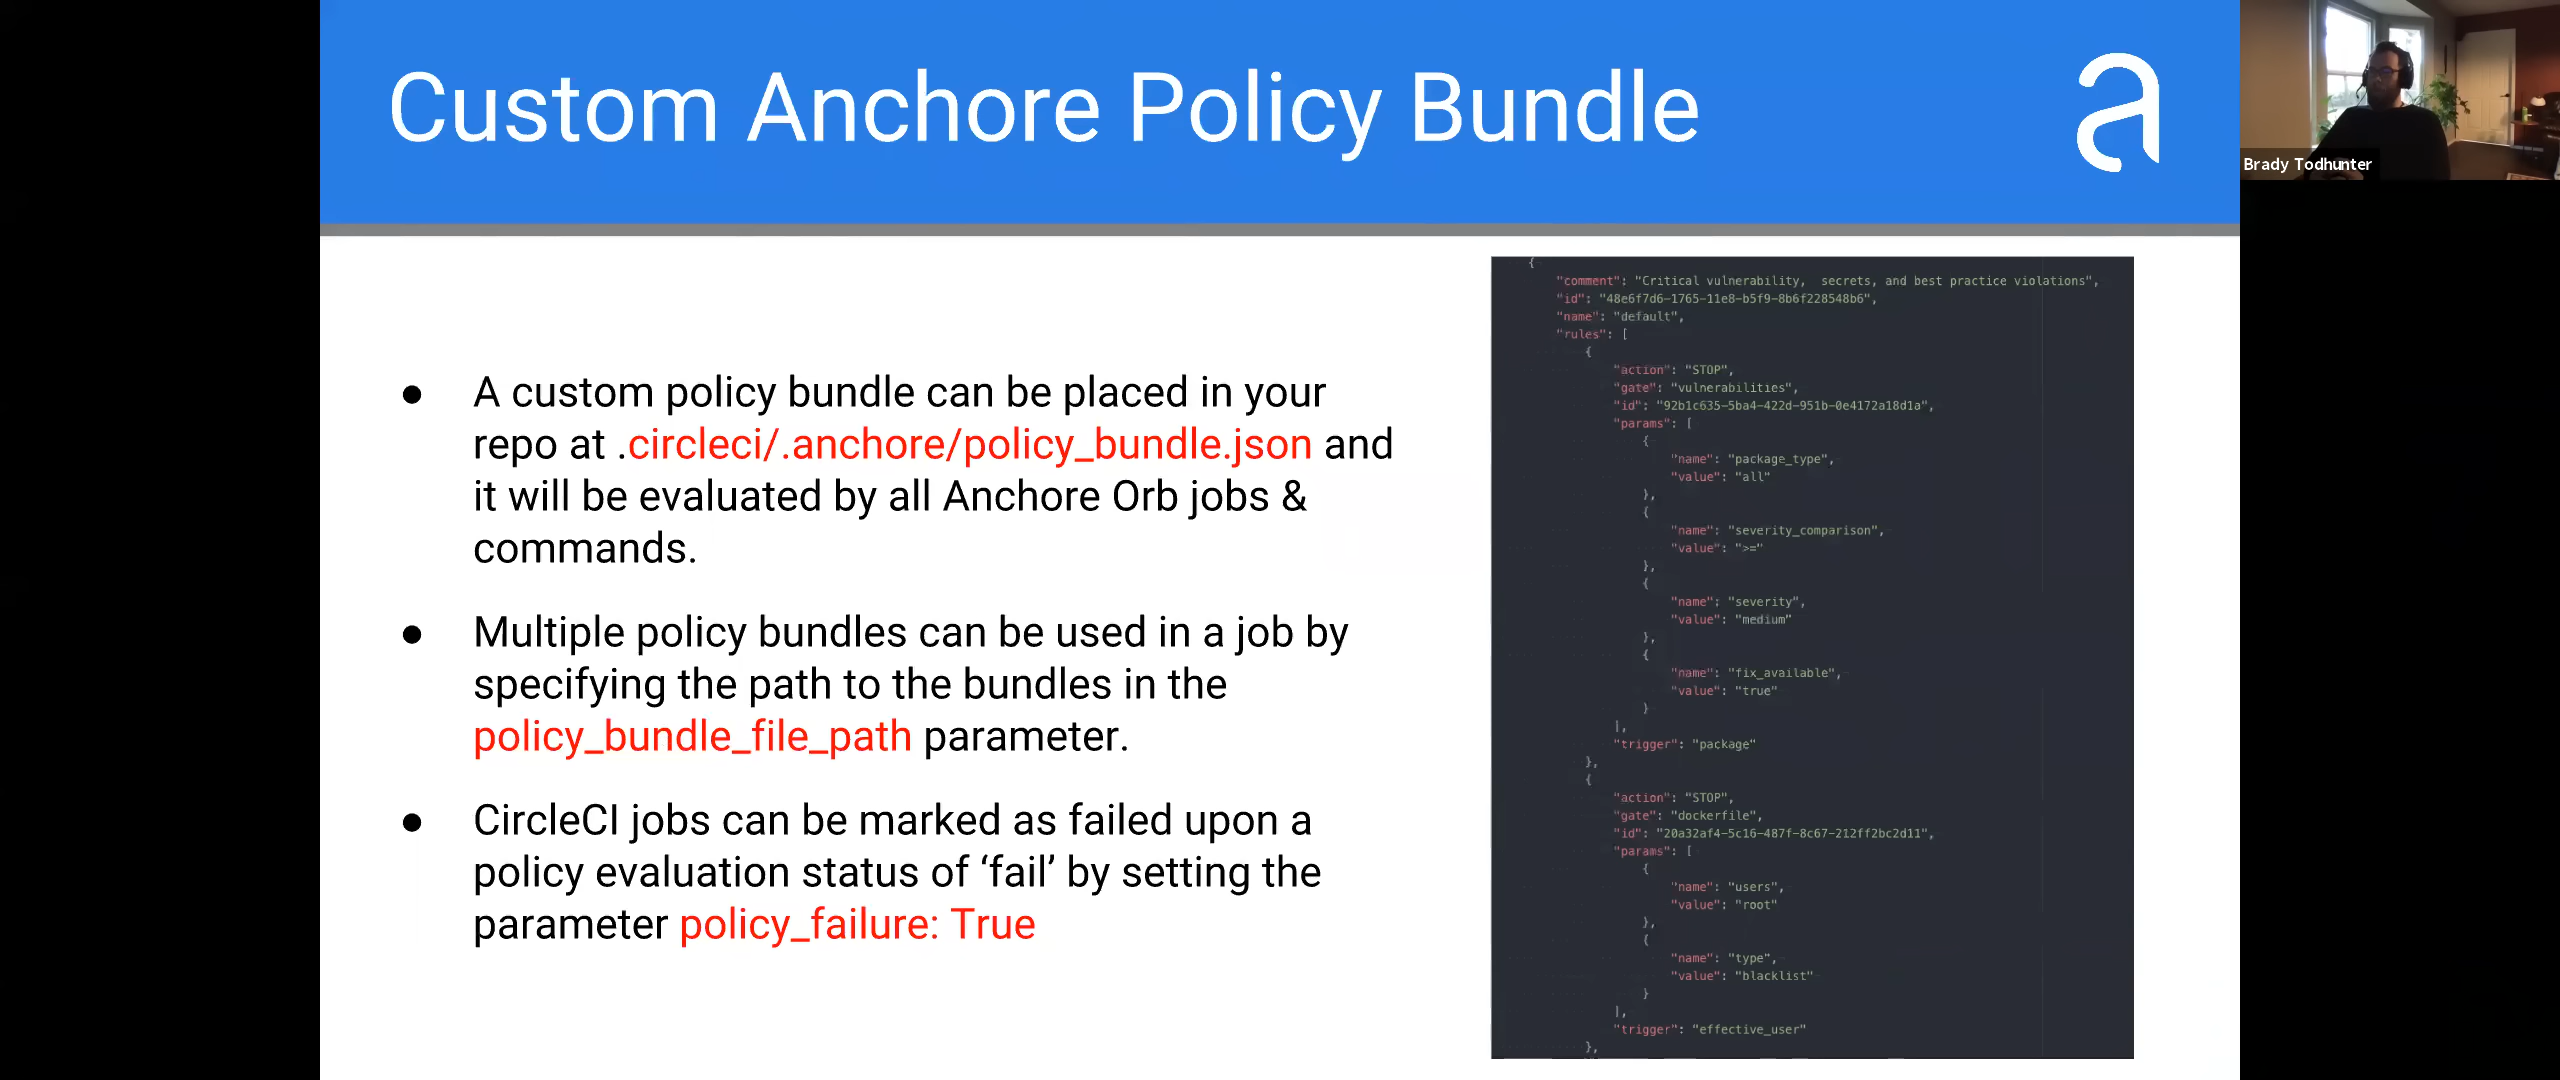 Custom Anchore Policy Bundle
a
Brady Todhunter
● A custom policy bundle can be placed in your
repo at .circleci/.anchore/policy_bundle.json and
it will be evaluated by all Anchore Orb jobs &
commands.
● Multiple policy bundles can be used in a job by
specifying the path to the bundles in the
policy_bundle_file_path parameter.
● CircleCI jobs can be marked as failed upon a
policy evaluation status of ‘fail’ by setting the
parameter policy_failure: True
{
"comment": "Critical vulnerability,  secrets, and best practice violations",
"id": "48e6f7d6-1765-11e8-b5f9-8b6f228548b6",
"name": "default",
"rules": [
{
"action": "STOP",
"gate": "vulnerabilities",
"id": "92b1c635-5ba4-422d-951b-0e4172a18d1a",
"params": [
{
"name": "package_type",
"value": "all"
},
{
"name": "severity_comparison",
"value": ">="
},
{
"name": "severity",
"value": "medium"
},
{
"name": "fix_available",
"value": "true"
}
],
"trigger": "package"
},
{
"action": "STOP",
"gate": "dockerfile",
"id": "20a32af4-5c16-487f-8c67-212ff2bc2d11",
"params": [
{
"name": "users",
"value": "root"
},
{
"name": "type",
"value": "blacklist"
}
],
"trigger": "effective_user"
},